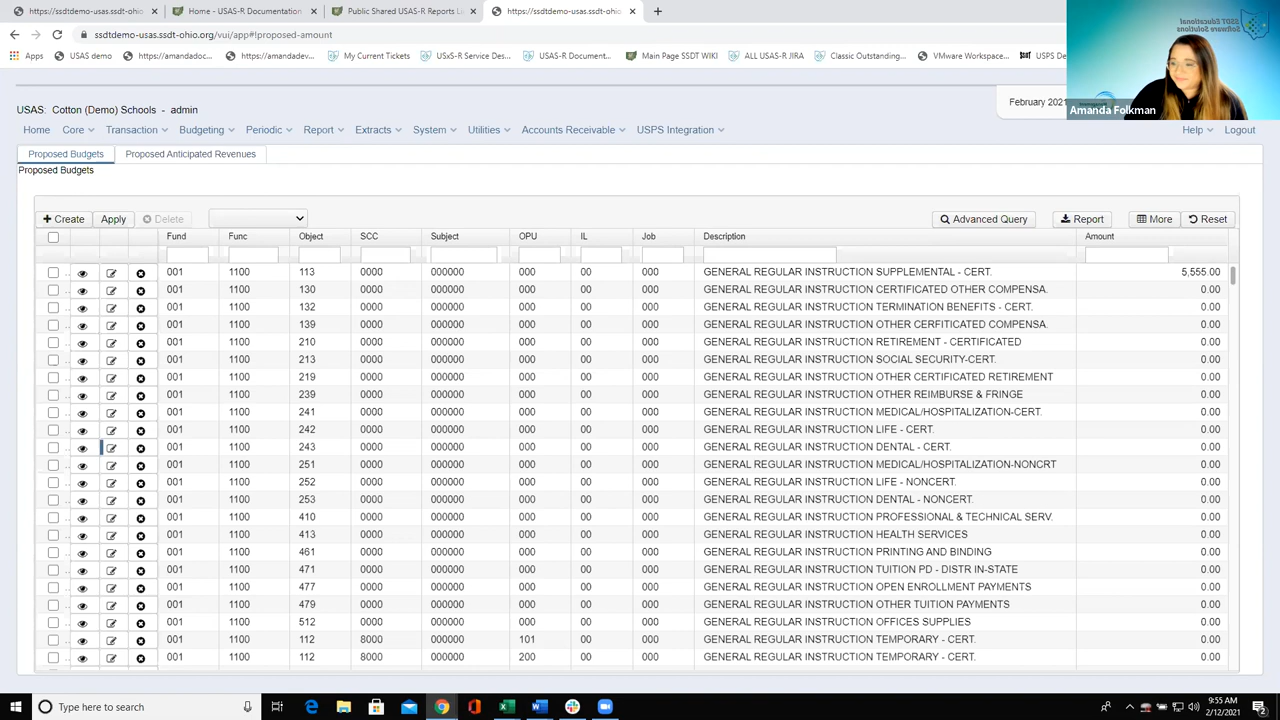 https://ssdtdemo-usas.ssdt-ohio.
Home - USAS-R Documentation
Public Shared USAS-R Reports Li
https://ssdtdemo-usas.ssdt-ohio.
ssdtdemo-usas.ssdt-ohio.org/vui/app#!proposed-amount
Apps
USAS demo
https://amandadoc...
https://amandadev...
My Current Tickets
USxS-R Service Des...
USAS-R Document...
Main Page SSDT WIKI
ALL USAS-R JIRA
Classic Outstanding...
VMware Workspace...
USPS De
SSDT Educational
Software
Solutions
Amanda Folkman
USAS: Cotton (Demo) Schools - admin
February 2021
Home Core Transaction Budgeting Periodic Report Extracts System Utilities Accounts Receivable USPS Integration Help Logout
Proposed Budgets Proposed Anticipated Revenues
Proposed Budgets
Create Apply Delete Advanced Query Report More Reset
Fund Func Object SCC Subject OPU IL Job Description Amount
001 1100 113 0000 000000 000 00 000 GENERAL REGULAR INSTRUCTION SUPPLEMENTAL - CERT. 5,555.00
001 1100 130 0000 000000 000 00 000 GENERAL REGULAR INSTRUCTION CERTIFICATED OTHER COMPENSA. 0.00
001 1100 132 0000 000000 000 00 000 GENERAL REGULAR INSTRUCTION TERMINATION BENEFITS - CERT. 0.00
001 1100 139 0000 000000 000 00 000 GENERAL REGULAR INSTRUCTION OTHER CERFITICATED COMPENSA. 0.00
001 1100 210 0000 000000 000 00 000 GENERAL REGULAR INSTRUCTION RETIREMENT - CERTIFICATED 0.00
001 1100 213 0000 000000 000 00 000 GENERAL REGULAR INSTRUCTION SOCIAL SECURITY-CERT. 0.00
001 1100 219 0000 000000 000 00 000 GENERAL REGULAR INSTRUCTION OTHER CERTIFICATED RETIREMENT 0.00
001 1100 239 0000 000000 000 00 000 GENERAL REGULAR INSTRUCTION OTHER REIMBURSE & FRINGE 0.00
001 1100 241 0000 000000 000 00 000 GENERAL REGULAR INSTRUCTION MEDICAL/HOSPITALIZATION-CERT. 0.00
001 1100 242 0000 000000 000 00 000 GENERAL REGULAR INSTRUCTION LIFE - CERT. 0.00
001 1100 243 0000 000000 000 00 000 GENERAL REGULAR INSTRUCTION DENTAL - CERT. 0.00
001 1100 251 0000 000000 000 00 000 GENERAL REGULAR INSTRUCTION MEDICAL/HOSPITALIZATION-NONCRT 0.00
001 1100 252 0000 000000 000 00 000 GENERAL REGULAR INSTRUCTION LIFE - NONCERT. 0.00
001 1100 253 0000 000000 000 00 000 GENERAL REGULAR INSTRUCTION DENTAL - NONCERT. 0.00
001 1100 410 0000 000000 000 00 000 GENERAL REGULAR INSTRUCTION PROFESSIONAL & TECHNICAL SERV. 0.00
001 1100 413 0000 000000 000 00 000 GENERAL REGULAR INSTRUCTION HEALTH SERVICES 0.00
001 1100 461 0000 000000 000 00 000 GENERAL REGULAR INSTRUCTION PRINTING AND BINDING 0.00
001 1100 471 0000 000000 000 00 000 GENERAL REGULAR INSTRUCTION TUITION PD - DISTR IN-STATE 0.00
001 1100 477 0000 000000 000 00 000 GENERAL REGULAR INSTRUCTION OPEN ENROLLMENT PAYMENTS 0.00
001 1100 479 0000 000000 000 00 000 GENERAL REGULAR INSTRUCTION OTHER TUITION PAYMENTS 0.00
001 1100 512 0000 000000 000 00 000 GENERAL REGULAR INSTRUCTION OFFICES SUPPLIES 0.00
001 1100 112 8000 000000 101 00 000 GENERAL REGULAR INSTRUCTION TEMPORARY - CERT. 0.00
001 1100 112 8000 000000 200 00 000 GENERAL REGULAR INSTRUCTION TEMPORARY - CERT. 0.00
Type here to search
9:55 AM
2/12/2021
2